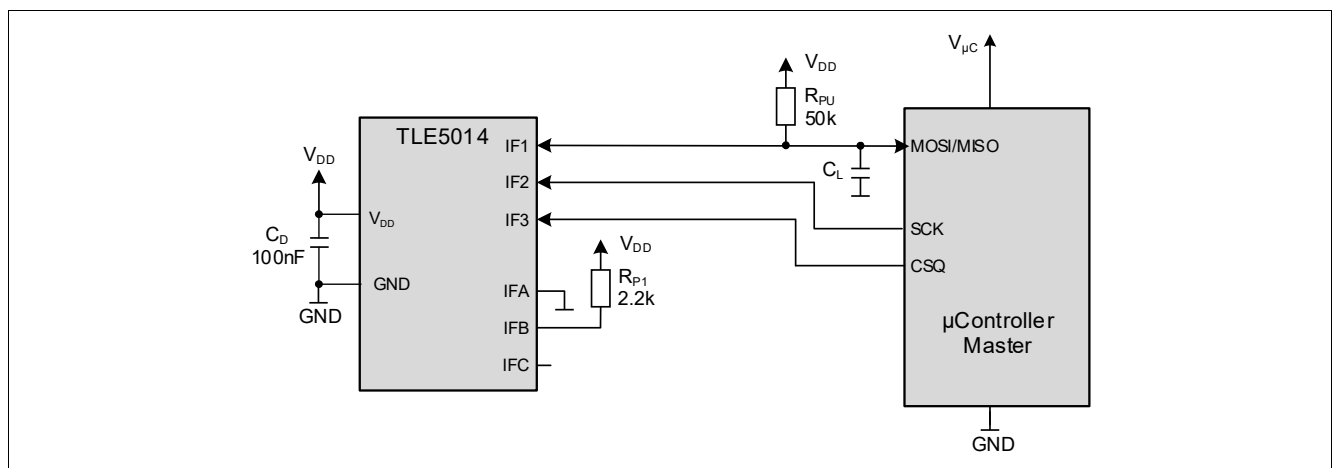 V_DD
C_D
100nF
GND
TLE5014
V_DD
GND
IF1
IF2
IF3
IFA
IFB
IFC
V_DD
R_P1
2.2k
V_DD
R_PU
50k
C_L
V_µC
MOSI/MISO
SCK
CSQ
µController
Master
GND